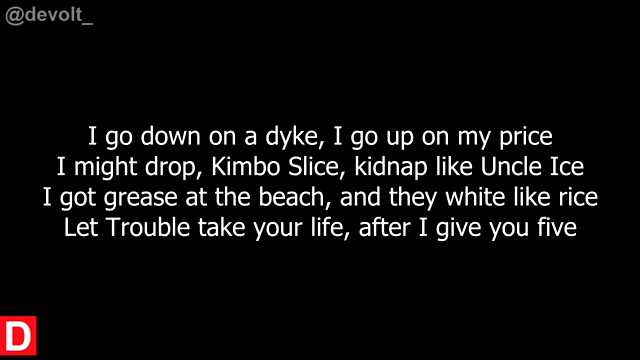 @devolt_
I go down on a dyke, I go up on my price
I might drop, Kimbo Slice, kidnap like Uncle Ice
I got grease at the beach, and they white like rice
Let Trouble take your life, after I give you five
D